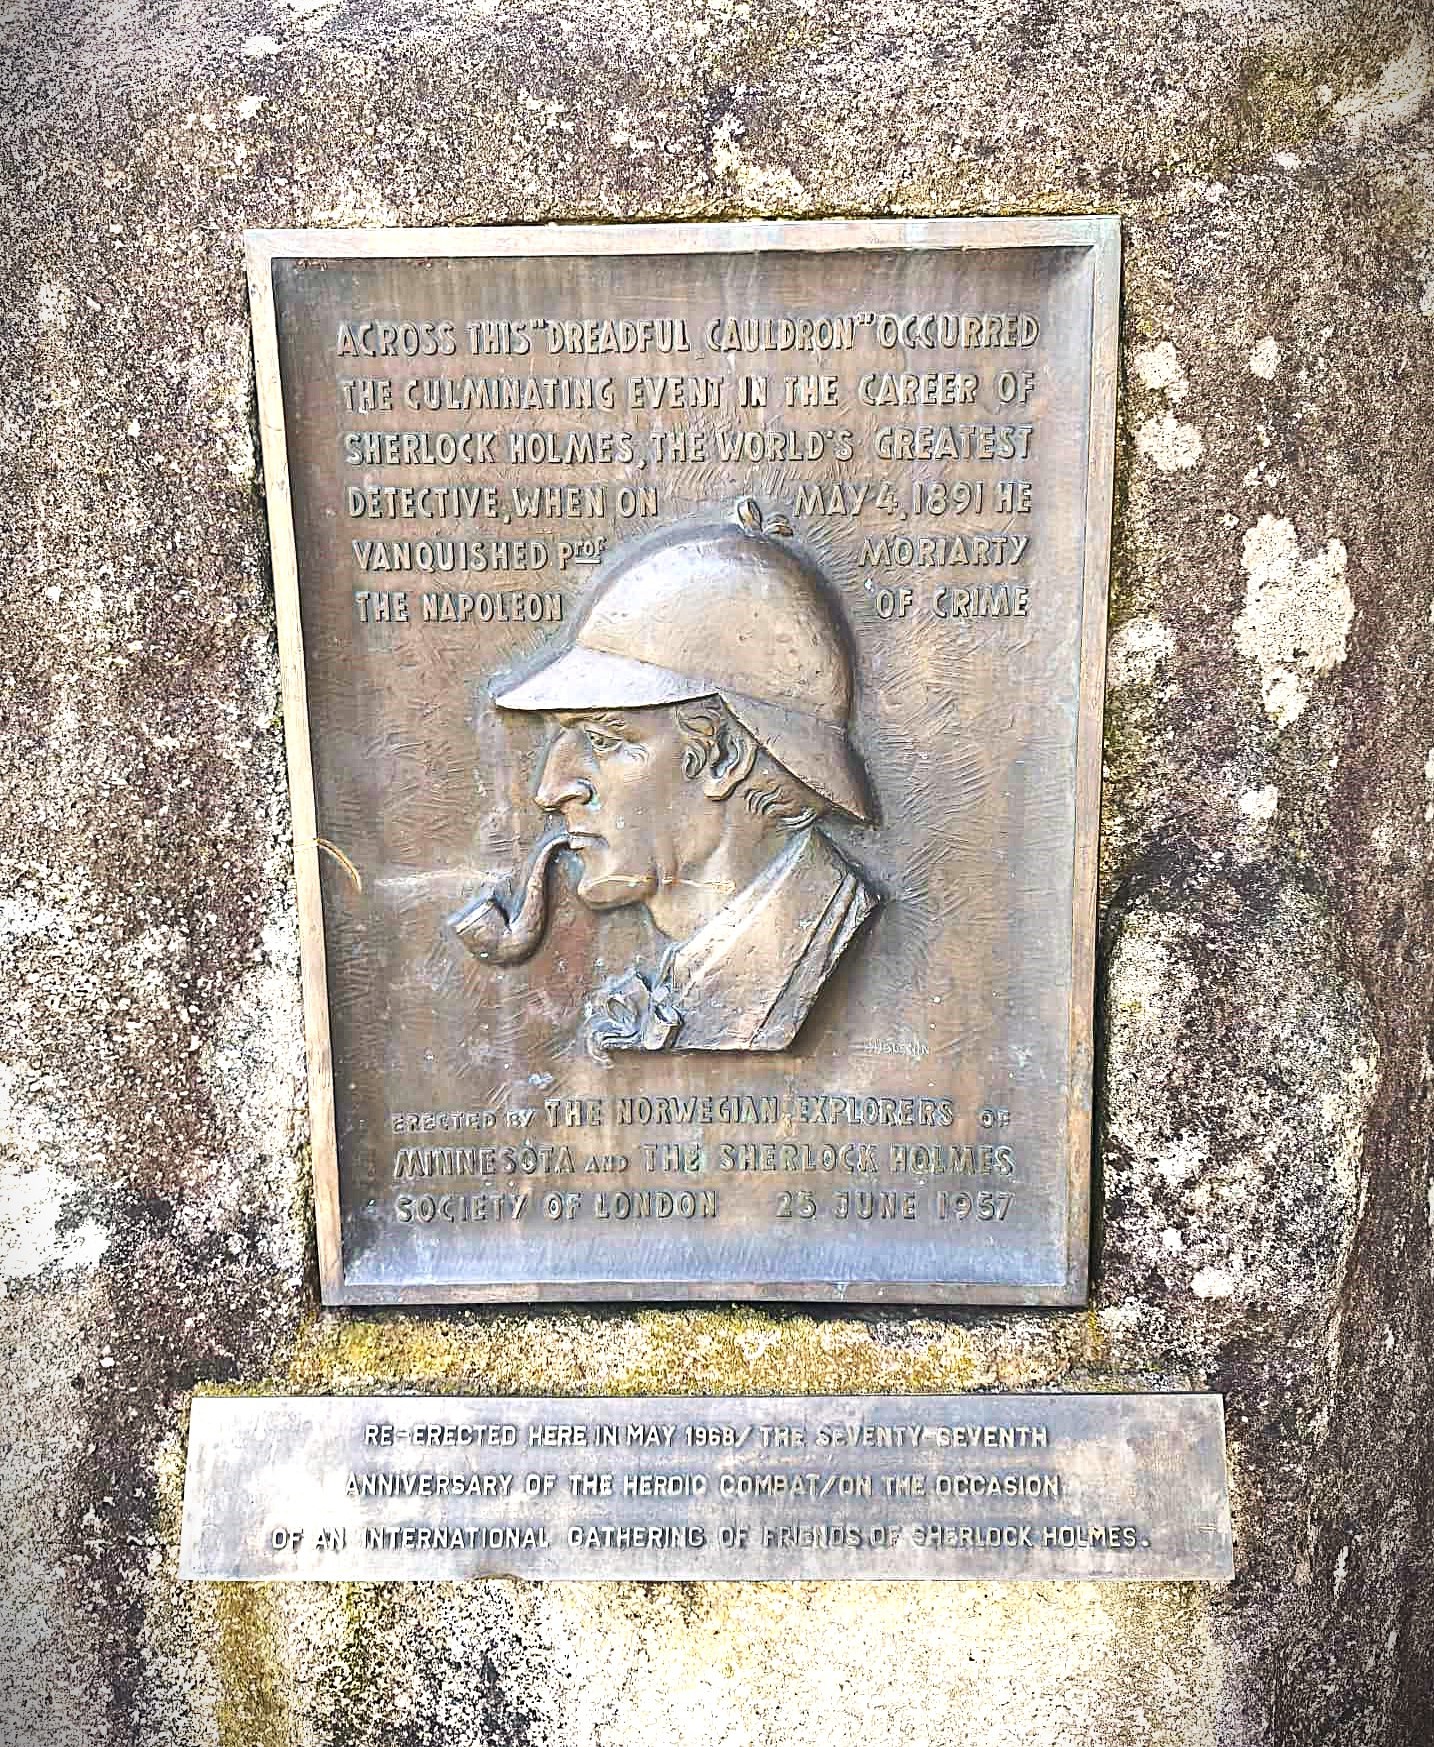 ACROSS THIS "DREADFUL CAULDRON" OCCURRED
THE CULMINATING EVENT IN THE CAREER OF
SHERLOCK HOLMES, THE WORLD'S GREATEST
DETECTIVE, WHEN ON MAY 4, 1891 HE
VANQUISHED Prof MORIARTY
THE NAPOLEON OF CRIME
ERECTED BY THE NORWEGIAN EXPLORERS OF
MINNESOTA AND THE SHERLOCK HOLMES
SOCIETY OF LONDON 25 JUNE 1957
RE-ERECTED HERE IN MAY 1968/ THE SEVENTY-SEVENTH
ANNIVERSARY OF THE HEROIC COMBAT/ON THE OCCASION
OF AN INTERNATIONAL GATHERING OF FRIENDS OF SHERLOCK HOLMES.